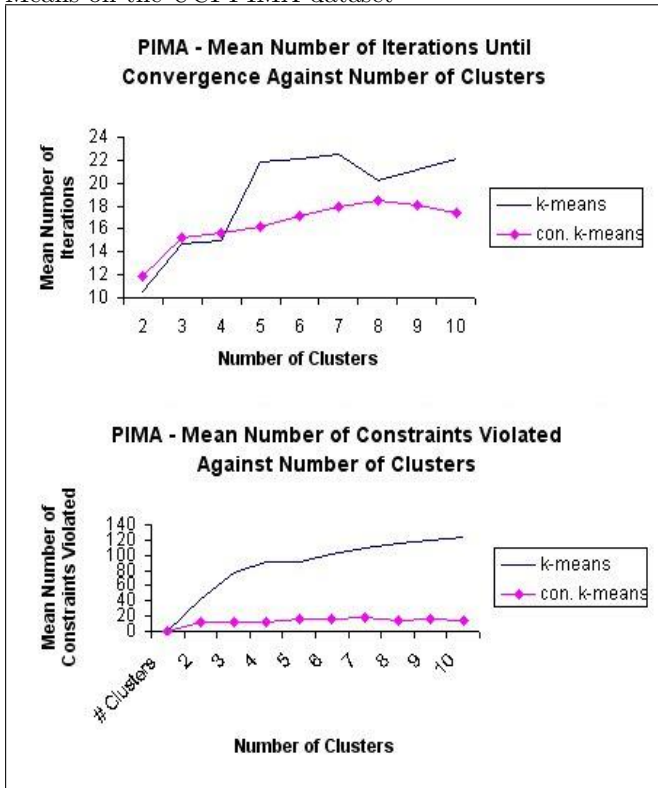 Means on the UCI PIMA dataset
PIMA - Mean Number of Iterations Until
Convergence Against Number of Clusters
Mean Number of
Iterations
24
22
20
18
16
14
12
10
2 3 4 5 6 7 8 9 10
Number of Clusters
k-means
con. k-means
PIMA - Mean Number of Constraints Violated
Against Number of Clusters
Mean Number of
Constraints Violated
140
120
100
80
60
40
20
0
# Clusters 2 3 4 5 6 7 8 9 10
Number of Clusters
k-means
con. k-means